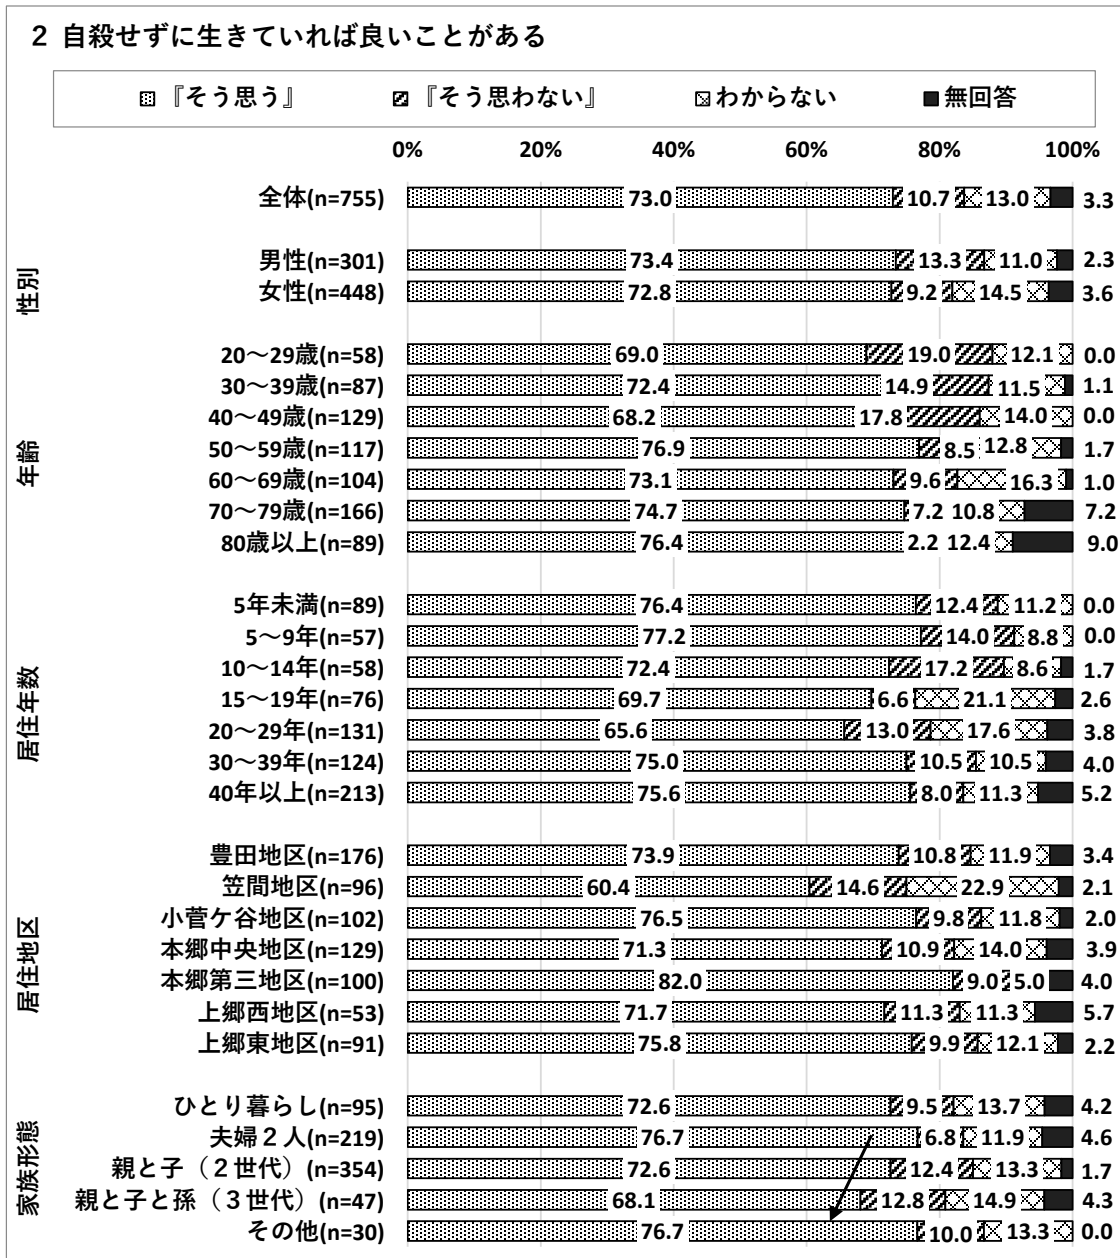 2 自殺せずに生きていれば良いことがある
『そう思う』 『そう思わない』 わからない 無回答
0% 20% 40% 60% 80% 100%
全体(n=755) 73.0 10.7 13.0 3.3
性別
男性(n=301) 73.4 13.3 11.0 2.3
女性(n=448) 72.8 9.2 14.5 3.6
年齢
20～29歳(n=58) 69.0 19.0 12.1 0.0
30～39歳(n=87) 72.4 14.9 11.5 1.1
40～49歳(n=129) 68.2 17.8 14.0 0.0
50～59歳(n=117) 76.9 8.5 12.8 1.7
60～69歳(n=104) 73.1 9.6 16.3 1.0
70～79歳(n=166) 74.7 7.2 10.8 7.2
80歳以上(n=89) 76.4 2.2 12.4 9.0
居住年数
5年未満(n=89) 76.4 12.4 11.2 0.0
5～9年(n=57) 77.2 14.0 8.8 0.0
10～14年(n=58) 72.4 17.2 8.6 1.7
15～19年(n=76) 69.7 6.6 21.1 2.6
20～29年(n=131) 65.6 13.0 17.6 3.8
30～39年(n=124) 75.0 10.5 10.5 4.0
40年以上(n=213) 75.6 8.0 11.3 5.2
居住地区
豊田地区(n=176) 73.9 10.8 11.9 3.4
笠間地区(n=96) 60.4 14.6 22.9 2.1
小菅ケ谷地区(n=102) 76.5 9.8 11.8 2.0
本郷中央地区(n=129) 71.3 10.9 14.0 3.9
本郷第三地区(n=100) 82.0 9.0 5.0 4.0
上郷西地区(n=53) 71.7 11.3 11.3 5.7
上郷東地区(n=91) 75.8 9.9 12.1 2.2
家族形態
ひとり暮らし(n=95) 72.6 9.5 13.7 4.2
夫婦２人(n=219) 76.7 6.8 11.9 4.6
親と子（２世代）(n=354) 72.6 12.4 13.3 1.7
親と子と孫（３世代）(n=47) 68.1 12.8 14.9 4.3
その他(n=30) 76.7 10.0 13.3 0.0